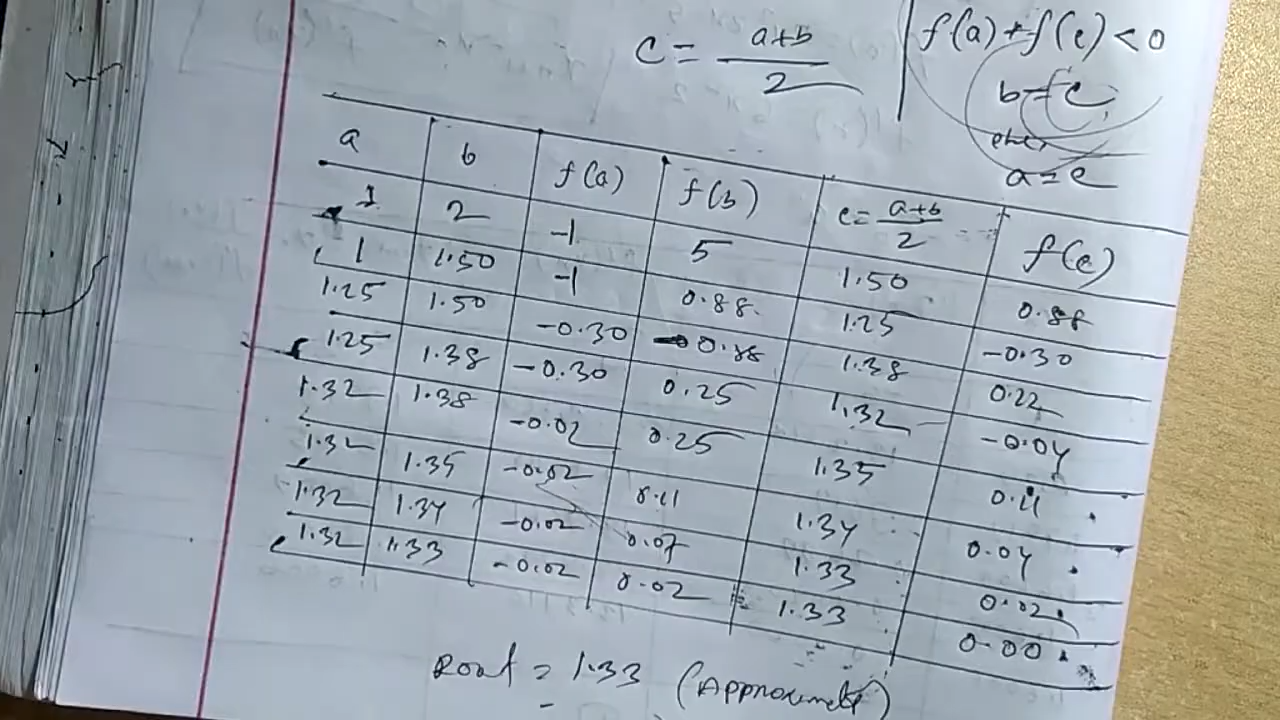 c = a+b / 2
f(a) * f(c) < 0
b = c,
a = c
a b f(a) f(b) c = a+b / 2 f(c)
1 2 -1 5 1.50 0.88
1 1.50 -1 0.88 1.25 -0.30
1.25 1.50 -0.30 0.88 1.38 0.22
1.25 1.38 -0.30 0.25 1.32 -0.04
1.32 1.38 -0.02 0.25 1.35 0.11
1.32 1.35 -0.02 0.11 1.34 0.04
1.32 1.34 -0.02 0.07 1.33 0.02
1.32 1.33 -0.02 0.02 1.33 0.00
Root = 1.33 (Approximate)